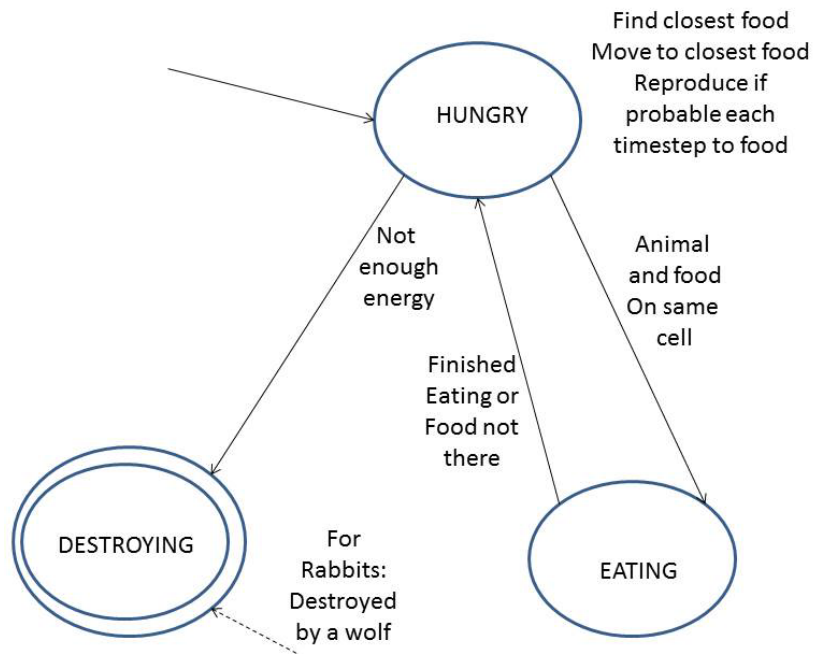 Find closest food
Move to closest food
Reproduce if
probable each
timestep to food
HUNGRY
Not
enough
energy
Animal
and food
On same
cell
Finished
Eating or
Food not
there
DESTROYING
For
Rabbits:
Destroyed
by a wolf
EATING